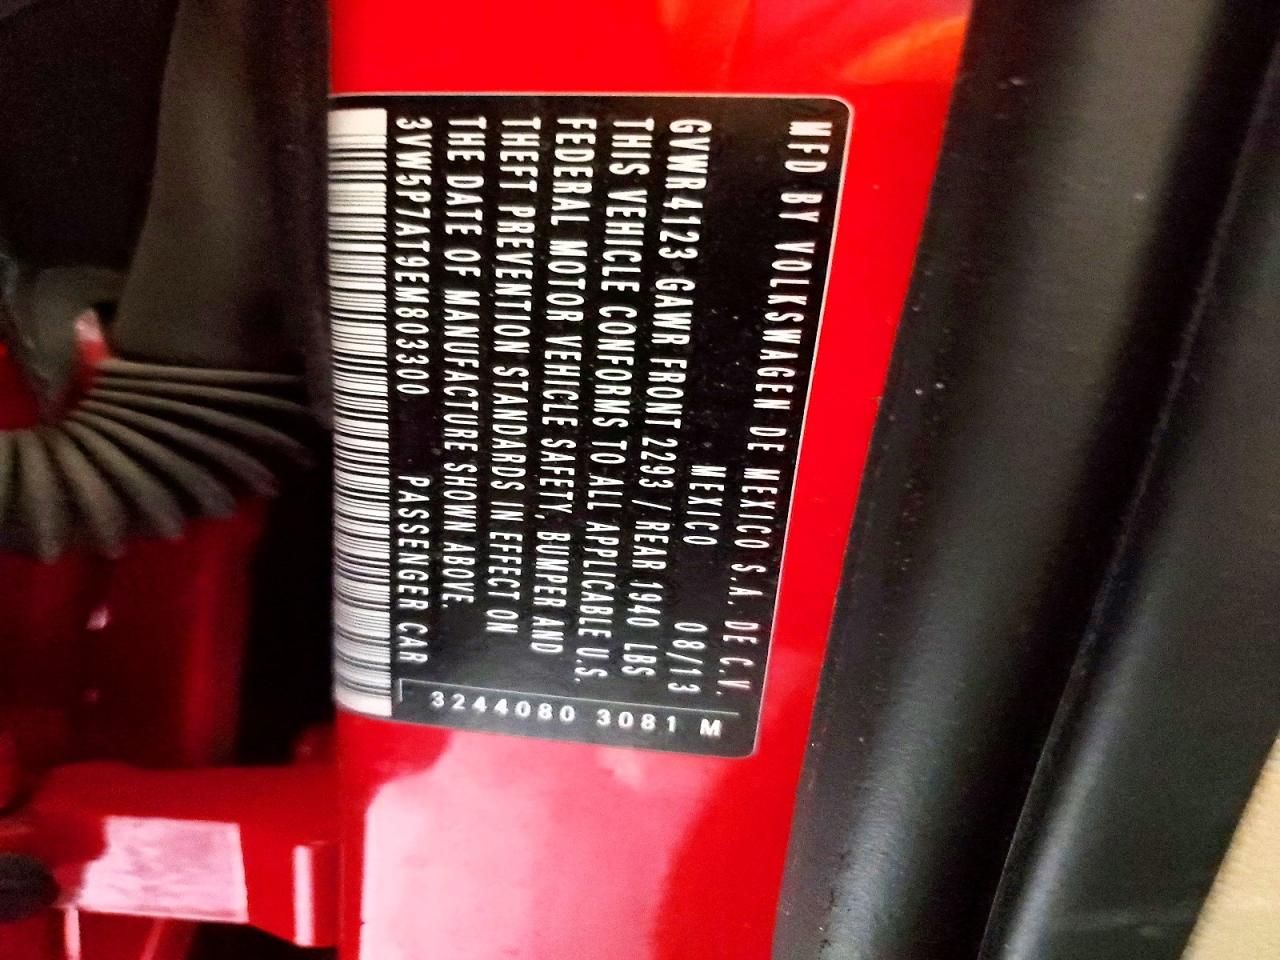 MFD BY VOLKSWAGEN DE MEXICO S.A. DE C.V.
MEXICO 08/13
GVWR4123 GAWR FRONT 2293 / REAR 1940 LBS
THIS VEHICLE CONFORMS TO ALL APPLICABLE U.S.
FEDERAL MOTOR VEHICLE SAFETY, BUMPER AND
THEFT PREVENTION STANDARDS IN EFFECT ON
THE DATE OF MANUFACTURE SHOWN ABOVE.
3VW5P7AT9EM803300 PASSENGER CAR
3244080 3081 M